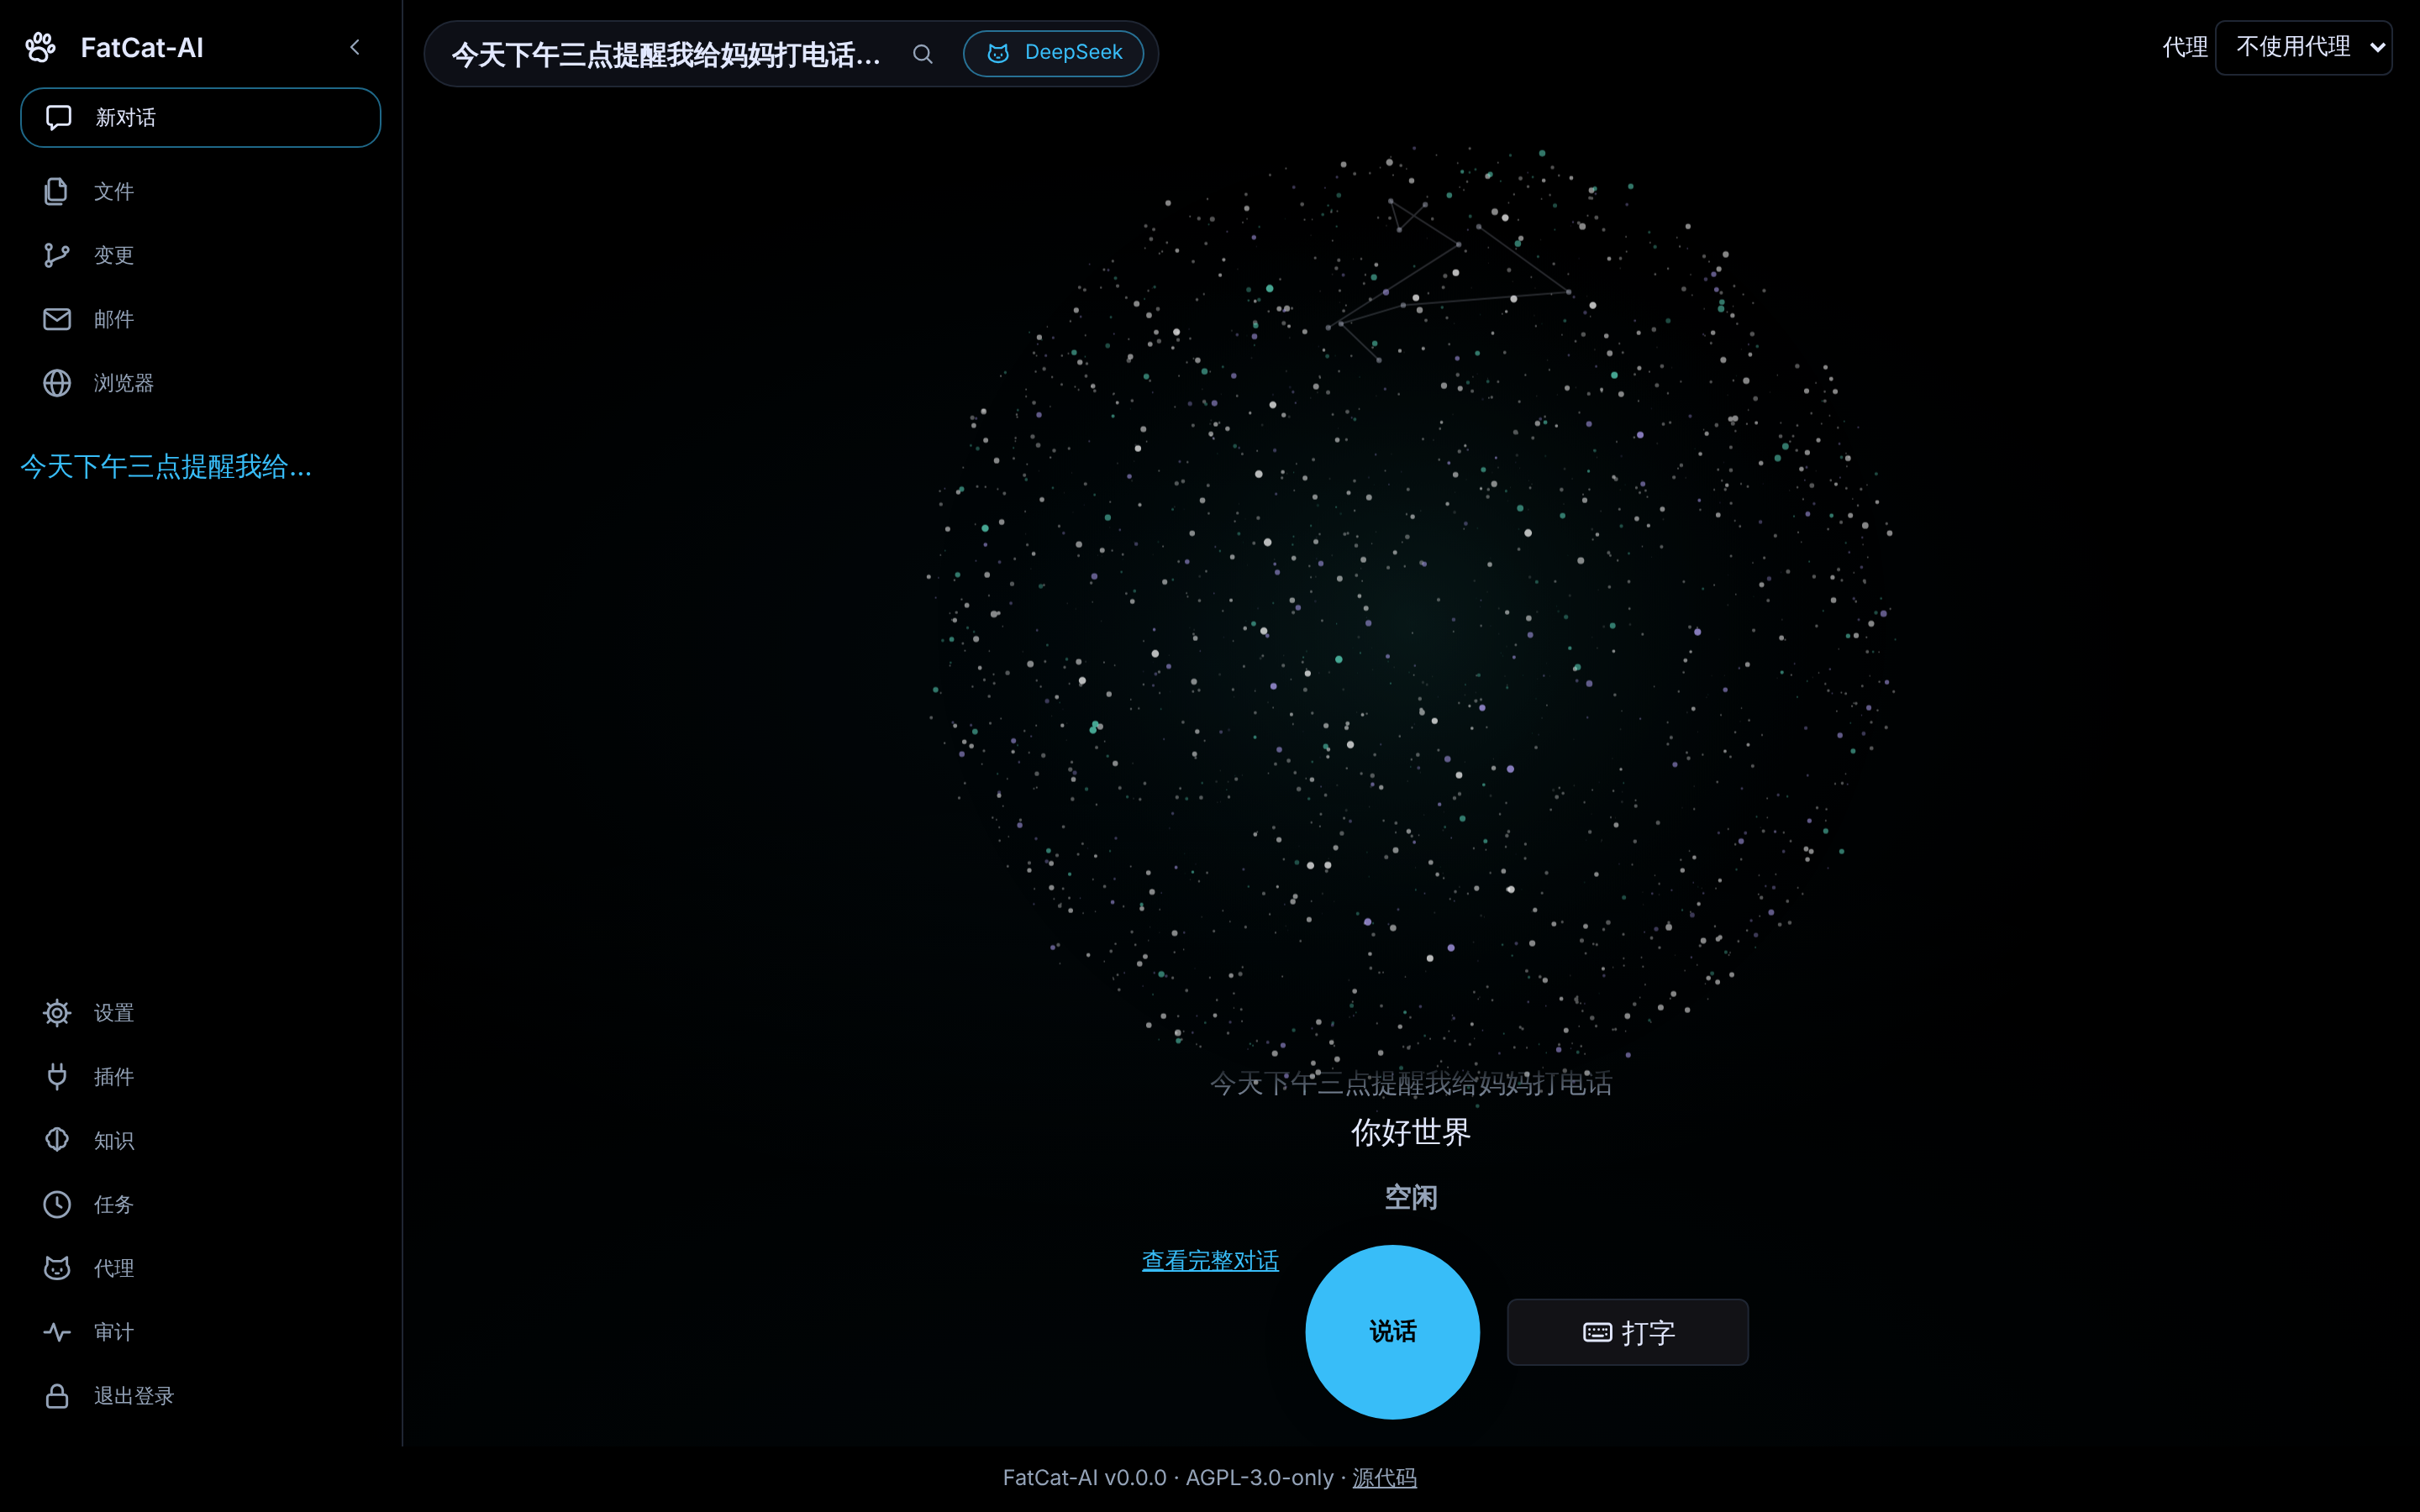 FatCat-AI
新对话
文件
变更
邮件
浏览器
今天下午三点提醒我给...
设置
插件
知识
任务
代理
审计
退出登录
今天下午三点提醒我给妈妈打电话...
DeepSeek
代理
不使用代理
今天下午三点提醒我给妈妈打电话
你好世界
空闲
查看完整对话
说话
打字
FatCat-AI v0.0.0 · AGPL-3.0-only · 源代码